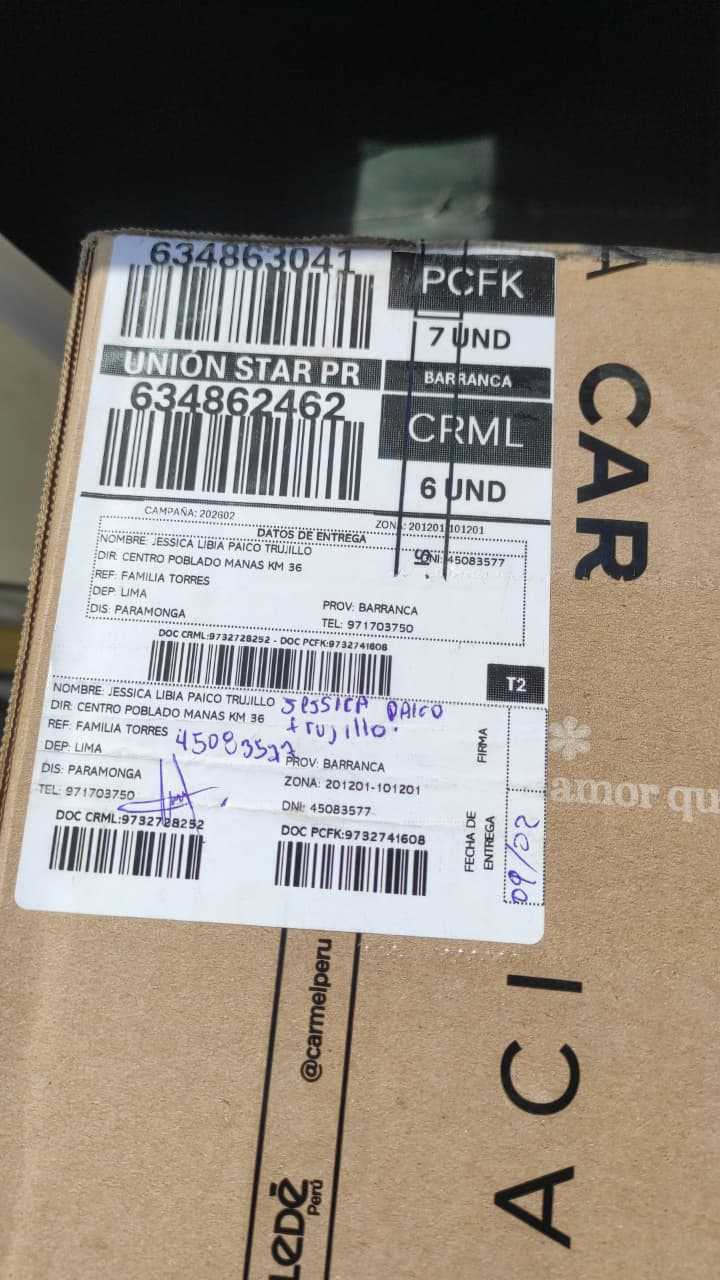 634863041
PCFK
7 UND
UNIÓN STAR PR
BARRANCA
634862462
CRML
6 UND
CAMPAÑA: 202602
ZONA: 201201-101201
DATOS DE ENTREGA
NOMBRE: JESSICA LIBIA PAICO TRUJILLO
DNI: 45083577
DIR: CENTRO POBLADO MANAS KM 36
REF: FAMILIA TORRES
DEP: LIMA
PROV: BARRANCA
DIS: PARAMONGA
TEL: 971703750
DOC CRML:9732728252 - DOC PCFK:9732741608
T2
NOMBRE: JESSICA LIBIA PAICO TRUJILLO
Jessica PAICO
trujillo.
DIR: CENTRO POBLADO MANAS KM 36
REF: FAMILIA TORRES
45083577
DEP: LIMA
PROV: BARRANCA
DIS: PARAMONGA
ZONA: 201201-101201
TEL: 971703750
DNI: 45083577
DOC CRML:9732728252
DOC PCFK:9732741608
FIRMA
FECHA DE
ENTREGA
09/02
CAR
A
amor qu
@carmelperu
LEDĒ
Perú
A C I